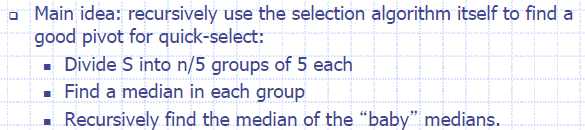 Main idea: recursively use the selection algorithm itself to find a
good pivot for quick-select:
Divide S into n/5 groups of 5 each
Find a median in each group
Recursively find the median of the “baby” medians.